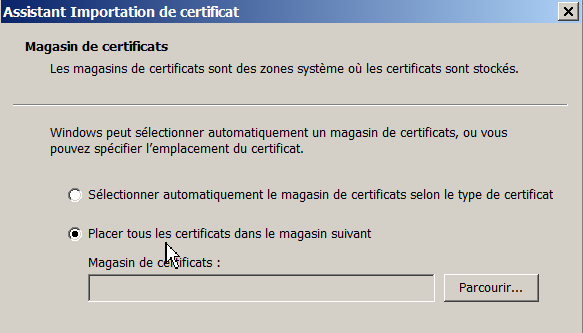 Assistant Importation de certificat
Magasin de certificats
Les magasins de certificats sont des zones système où les certificats sont stockés.
Windows peut sélectionner automatiquement un magasin de certificats, ou vous
pouvez spécifier l'emplacement du certificat.
Sélectionner automatiquement le magasin de certificats selon le type de certificat
Placer tous les certificats dans le magasin suivant
Magasin de certificats :
Parcourir...